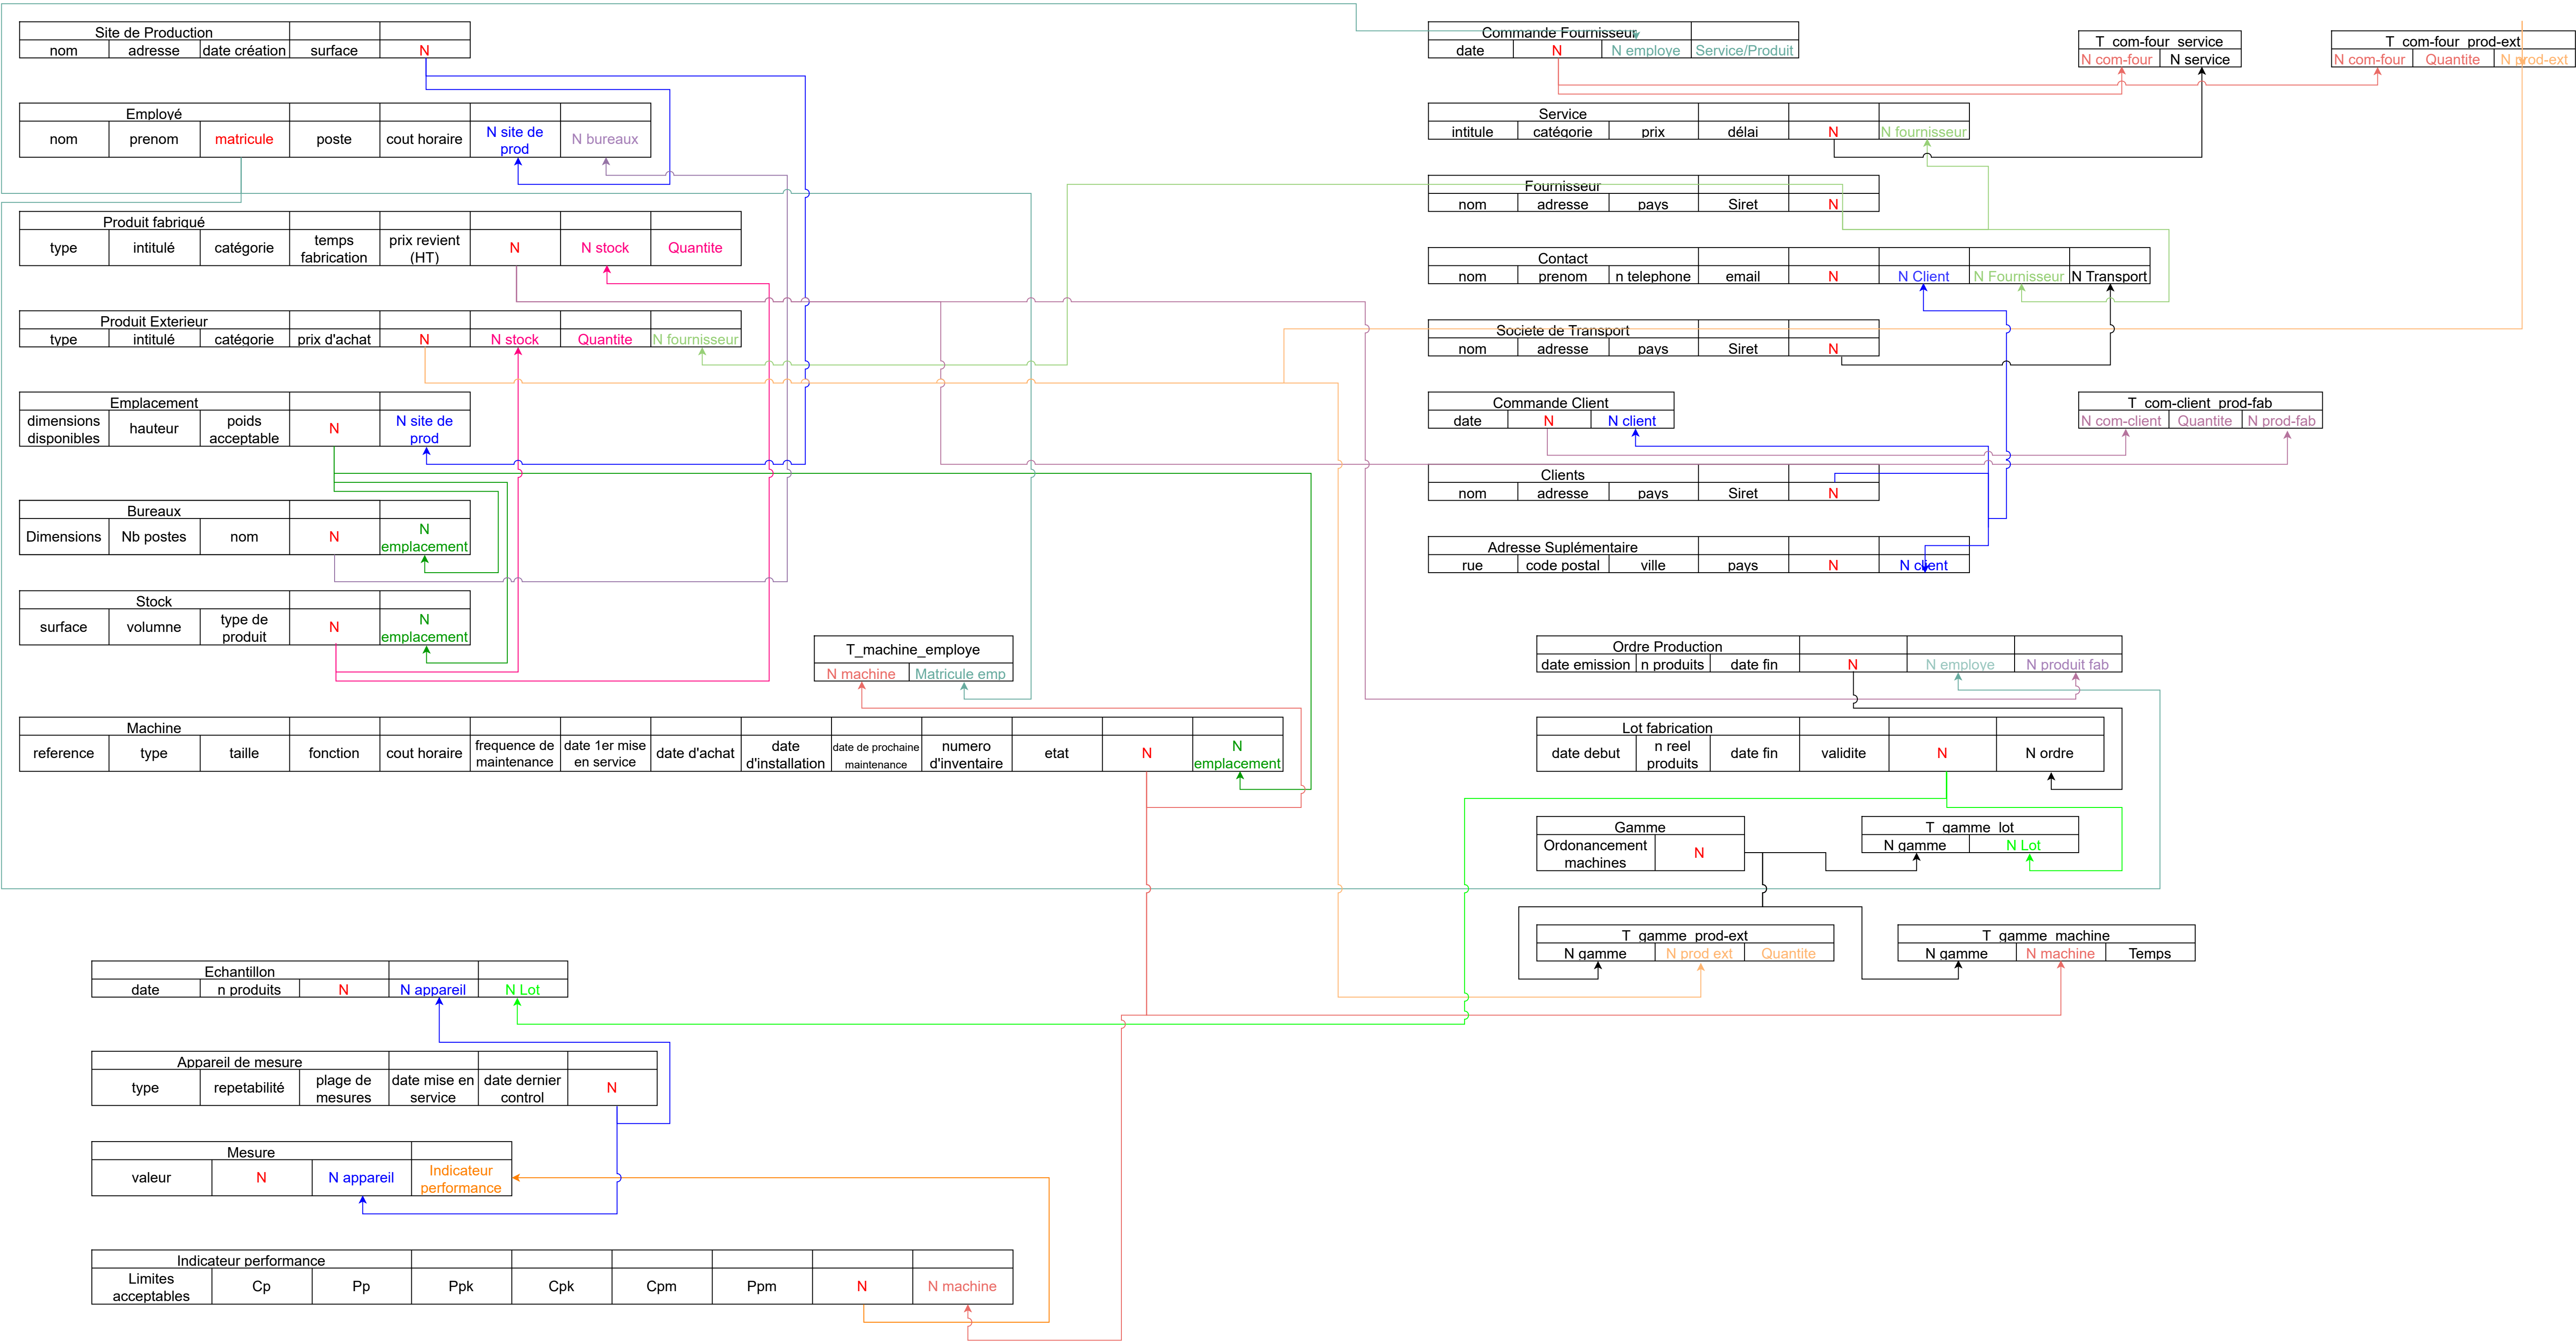 Site de Production
nom adresse date création surface N
Employé
nom prenom matricule poste cout horaire N site de prod N bureaux
Produit fabriqué
type intitulé catégorie temps fabrication prix revient (HT) N N stock Quantite
Produit Exterieur
type intitulé catégorie prix d'achat N N stock Quantite N fournisseur
Emplacement
dimensions disponibles hauteur poids acceptable N N site de prod
Bureaux
Dimensions Nb postes nom N N emplacement
Stock
surface volumne type de produit N N emplacement
T_machine_employe
N machine Matricule emp
Machine
reference type taille fonction cout horaire frequence de maintenance date 1er mise en service date d'achat date d'installation date de prochaine maintenance numero d'inventaire etat N N emplacement
Echantillon
date n produits N N appareil N Lot
Appareil de mesure
type repetabilité plage de mesures date mise en service date dernier control N
Mesure
valeur N N appareil Indicateur performance
Indicateur performance
Limites acceptables Cp Pp Ppk Cpk Cpm Ppm N N machine
Commande Fournisseur
date N N employe Service/Produit
T_com-four_service
N com-four N service
T_com-four_prod-ext
N com-four Quantite N prod-ext
Service
intitule catégorie prix délai N N fournisseur
Fournisseur
nom adresse pays Siret N
Contact
nom prenom n telephone email N N Client N Fournisseur N Transport
Societe de Transport
nom adresse pays Siret N
Commande Client
date N N client
T_com-client_prod-fab
N com-client Quantite N prod-fab
Clients
nom adresse pays Siret N
Adresse Suplémentaire
rue code postal ville pays N N client
Ordre Production
date emission n produits date fin N N employe N produit fab
Lot fabrication
date debut n reel produits date fin validite N N ordre
Gamme
Ordonancement machines N
T_gamme_lot
N gamme N Lot
T_gamme_prod-ext
N gamme N prod ext Quantite
T_gamme_machine
N gamme N machine Temps